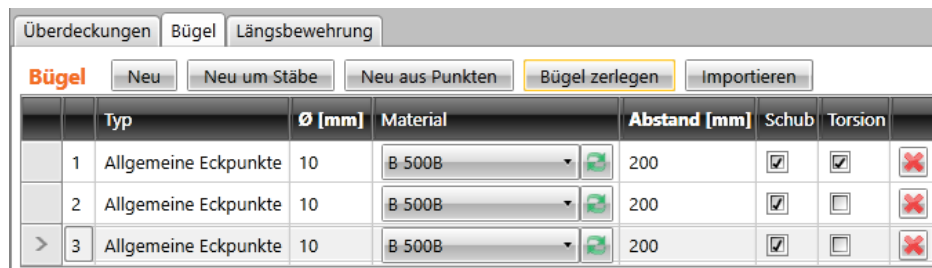 Überdeckungen Bügel Längsbewehrung
Bügel Neu Neu um Stäbe Neu aus Punkten Bügel zerlegen Importieren
Typ Ø [mm] Material Abstand [mm] Schub Torsion
1 Allgemeine Eckpunkte 10 B 500B 200
2 Allgemeine Eckpunkte 10 B 500B 200
> 3 Allgemeine Eckpunkte 10 B 500B 200